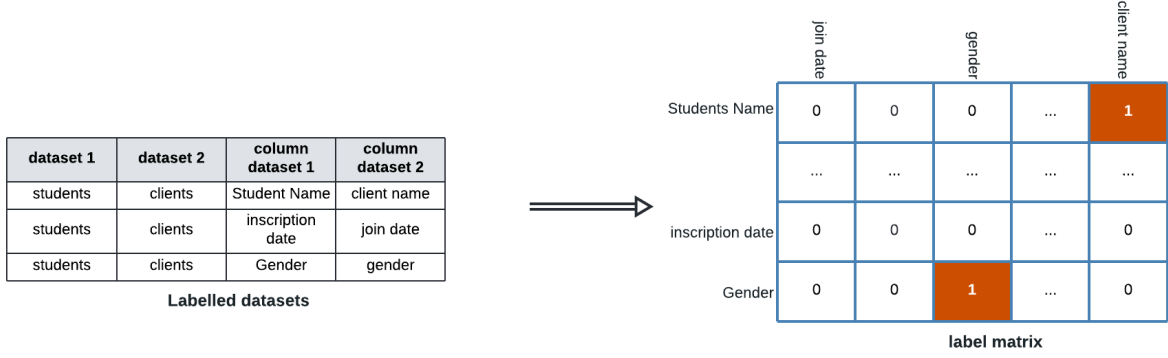 join date
gender
client name
Students Name 0 0 0 ... 1
... ... ... ... ...
inscription date 0 0 0 ... 0
Gender 0 0 1 ... 0
label matrix
dataset 1 dataset 2 column dataset 1 column dataset 2
students clients Student Name client name
students clients inscription date join date
students clients Gender gender
Labelled datasets